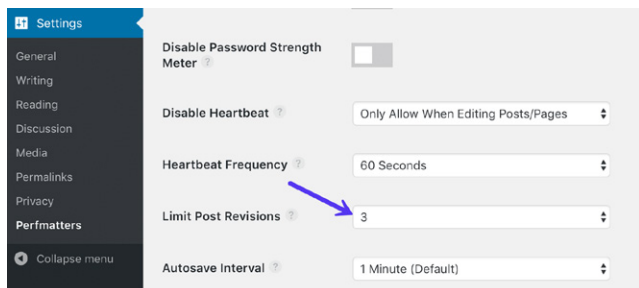 Settings
General
Writing
Reading
Discussion
Media
Permalinks
Privacy
Perfmatters
Collapse menu
Disable Password Strength
Meter ?
Disable Heartbeat ? Only Allow When Editing Posts/Pages
Heartbeat Frequency ? 60 Seconds
Limit Post Revisions ? 3
Autosave Interval ? 1 Minute (Default)